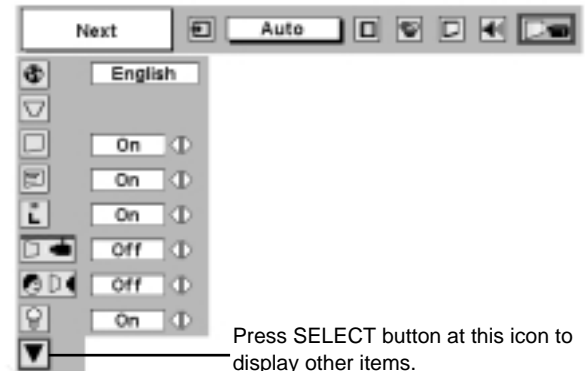 Next Auto
English
On
On
On
Off
Off
On
Press SELECT button at this icon to
display other items.